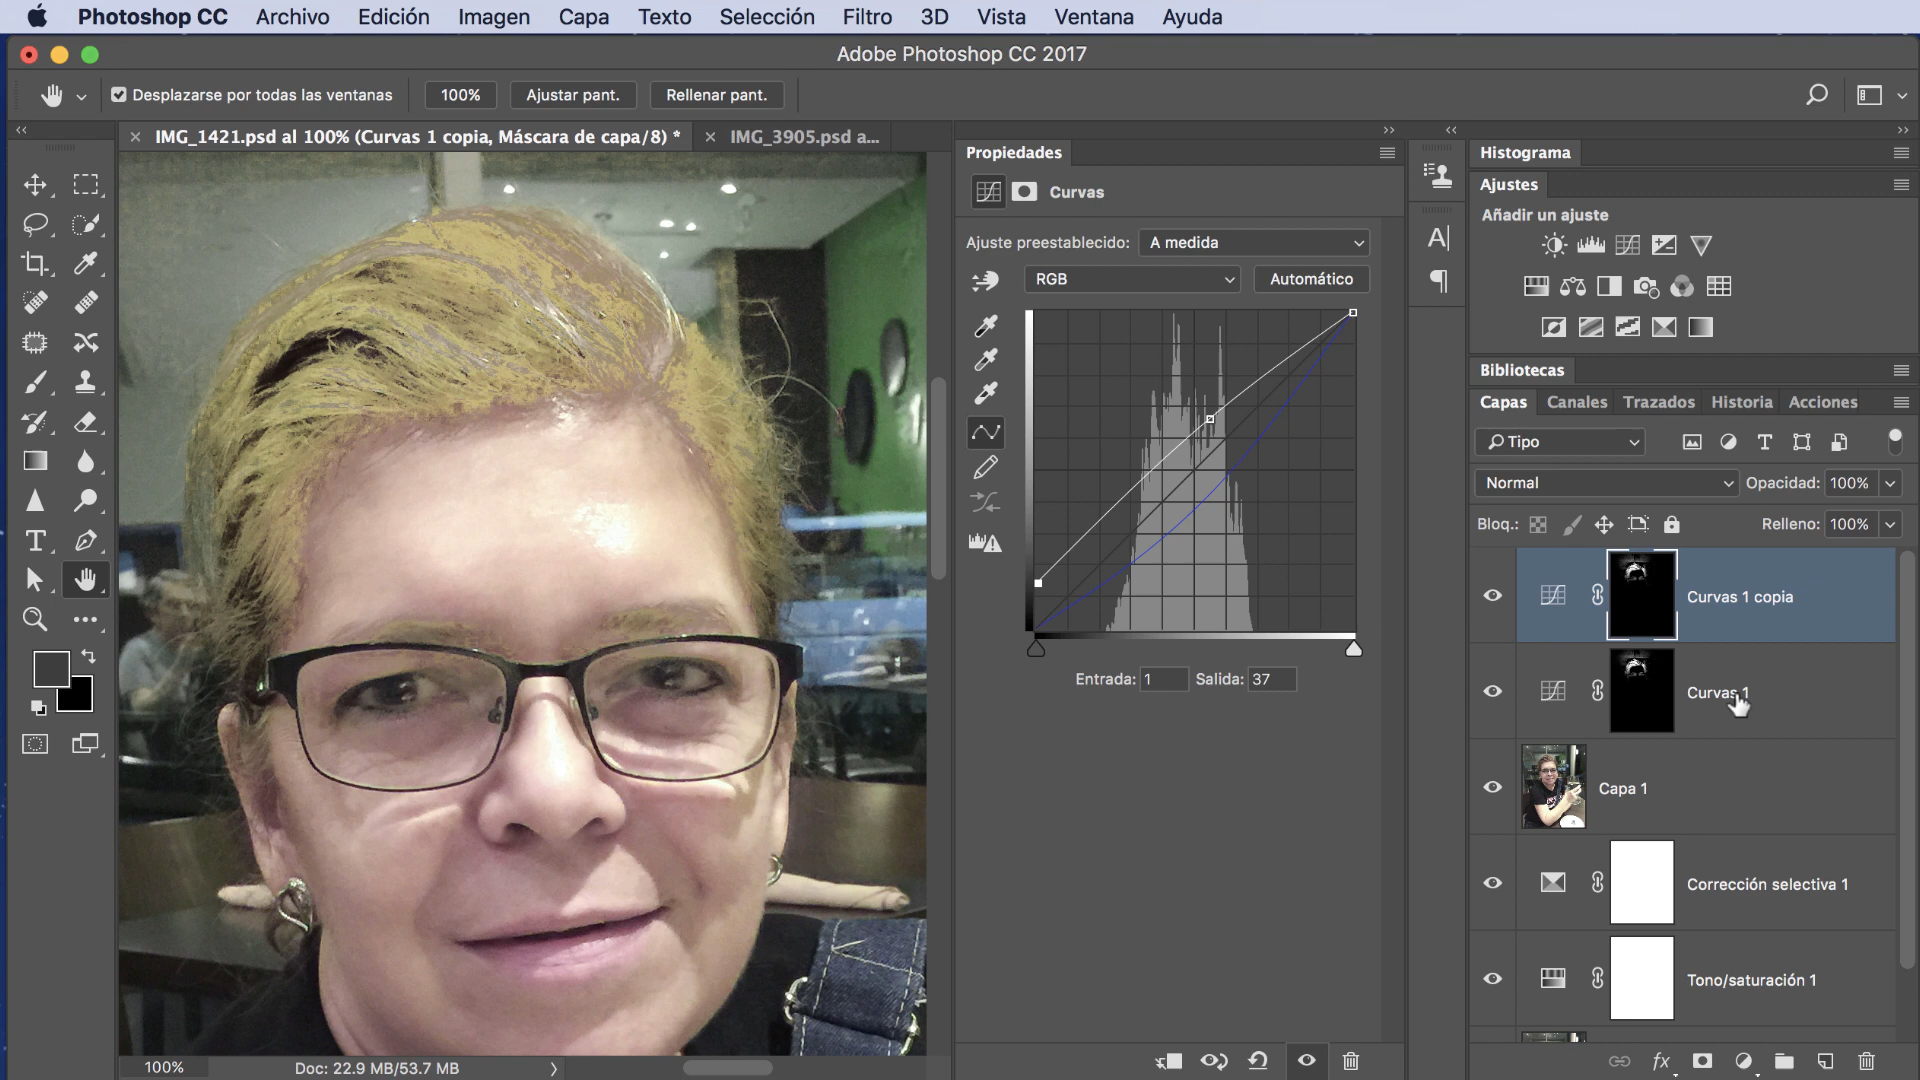 Photoshop CC Archivo Edición Imagen Capa Texto Selección Filtro 3D Vista Ventana Ayuda
Adobe Photoshop CC 2017
Desplazarse por todas las ventanas 100% Ajustar pant. Rellenar pant.
IMG_1421.psd al 100% (Curvas 1 copia, Máscara de capa/8) * IMG_3905.psd a...
Propiedades
Curvas
Ajuste preestablecido: A medida
RGB Automático
Entrada: 1 Salida: 37
Histograma
Ajustes
Añadir un ajuste
Bibliotecas
Capas Canales Trazados Historia Acciones
Tipo
Normal Opacidad: 100%
Bloq.: Relleno: 100%
Curvas 1 copia
Curvas 1
Capa 1
Corrección selectiva 1
Tono/saturación 1
fx
100% Doc: 22.9 MB/53.7 MB